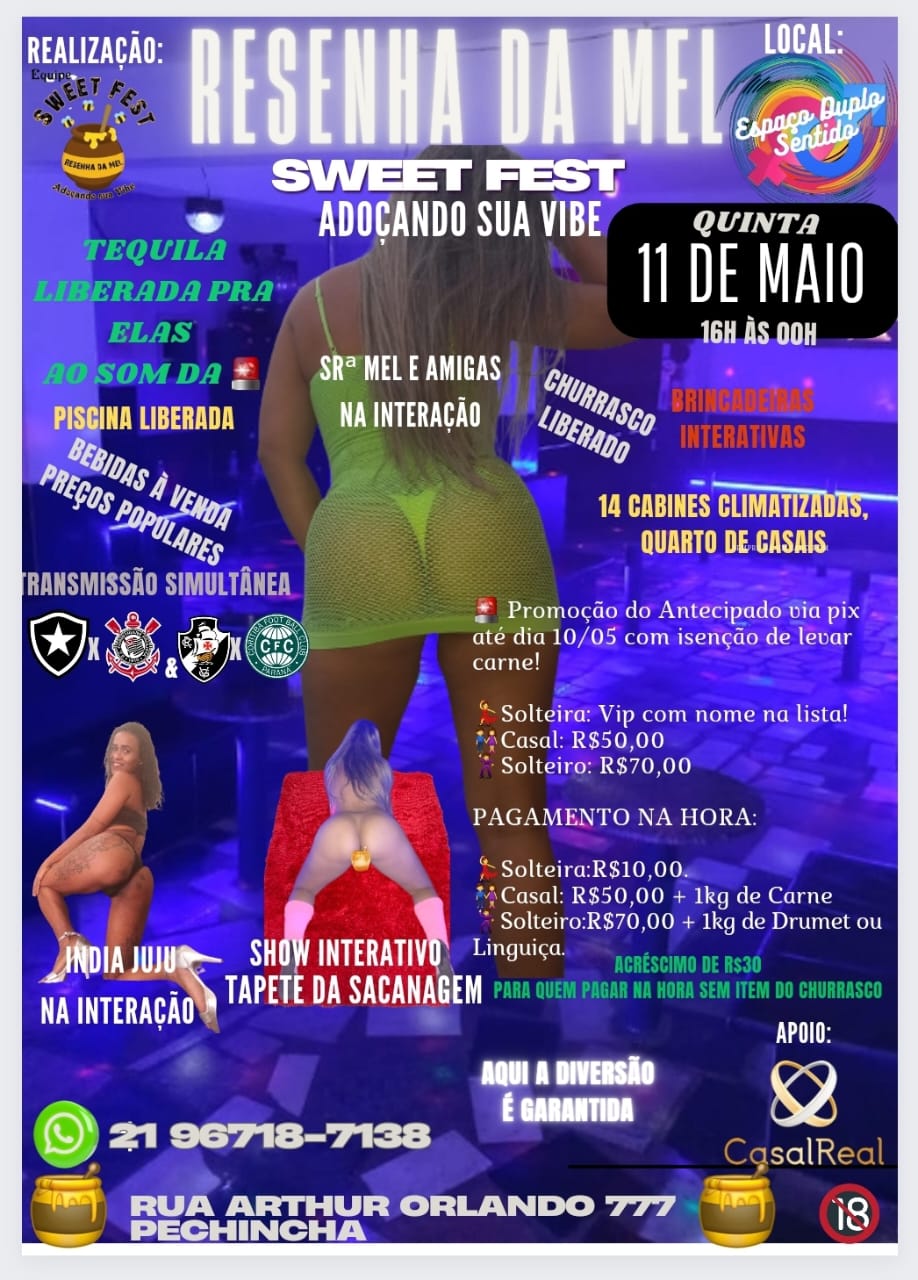 REALIZAÇÃO:
Equipe
SWEET FEST
RESENHA DA MEL
Adoçando sua Vibe
RESENHA DA MEL
SWEET FEST
ADOÇANDO SUA VIBE
LOCAL:
Espaço Duplo
Sentido
QUINTA
11 DE MAIO
16H ÀS 00H
TEQUILA
LIBERADA PRA
ELAS
AO SOM DA 🚨
PISCINA LIBERADA
BEBIDAS À VENDA
PREÇOS POPULARES
SRª MEL E AMIGAS
NA INTERAÇÃO
CHURRASCO
LIBERADO
BRINCADEIRAS
INTERATIVAS
14 CABINES CLIMATIZADAS,
QUARTO DE CASAIS
TRANSMISSÃO SIMULTÂNEA
X & X
CORITIBA FOOT BALL CLUB
CFC
PARANÁ
🚨 Promoção do Antecipado via pix
até dia 10/05 com isenção de levar
carne!
💃Solteira: Vip com nome na lista!
👫Casal: R$50,00
🕺Solteiro: R$70,00
PAGAMENTO NA HORA:
💃Solteira:R$10,00.
👫Casal: R$50,00 + 1kg de Carne
🕺Solteiro:R$70,00 + 1kg de Drumet ou
Linguiça.
ACRÉSCIMO DE R$30
PARA QUEM PAGAR NA HORA SEM ITEM DO CHURRASCO
INDIA JUJU
NA INTERAÇÃO
SHOW INTERATIVO
TAPETE DA SACANAGEM
AQUI A DIVERSÃO
É GARANTIDA
APOIO:
CasalReal
21 96718-7138
RUA ARTHUR ORLANDO 777
PECHINCHA
18